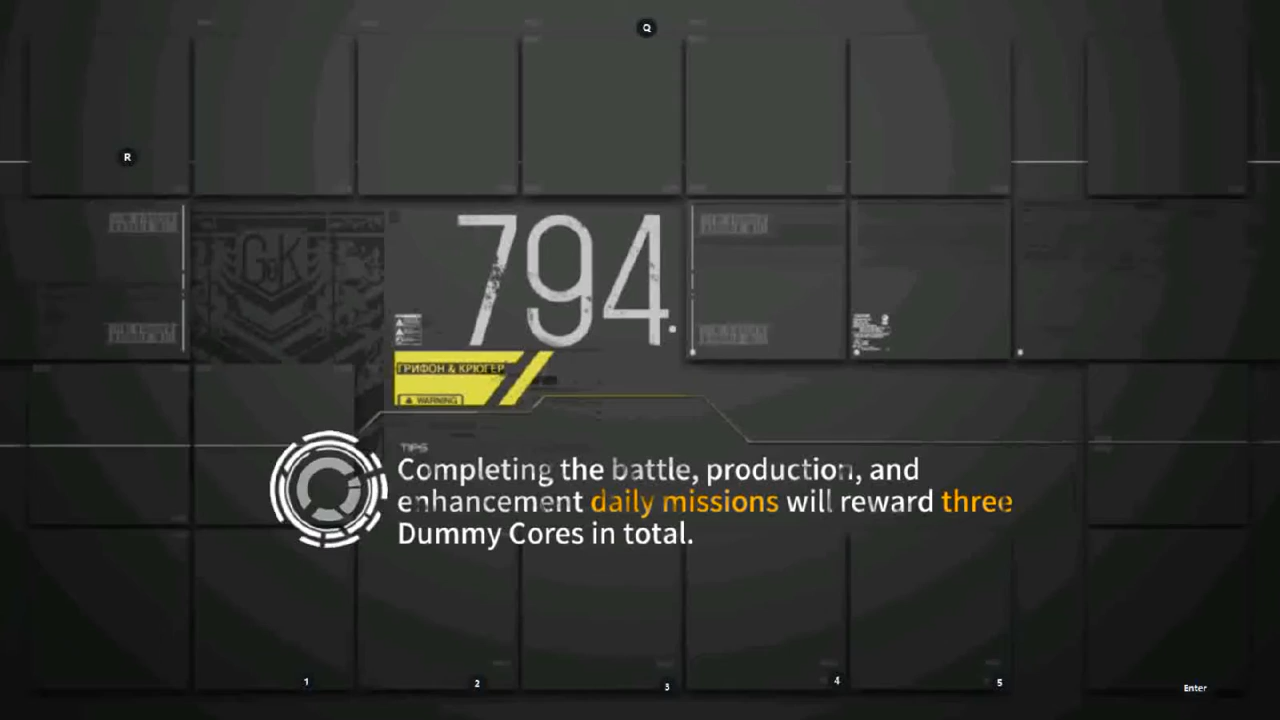 Q
R
G&K
794.
ГРИФОН & КРЮГЕР
WARNING
TIPS
Completing the battle, production, and
enhancement daily missions will reward three
Dummy Cores in total.
1
2
3
4
5
Enter